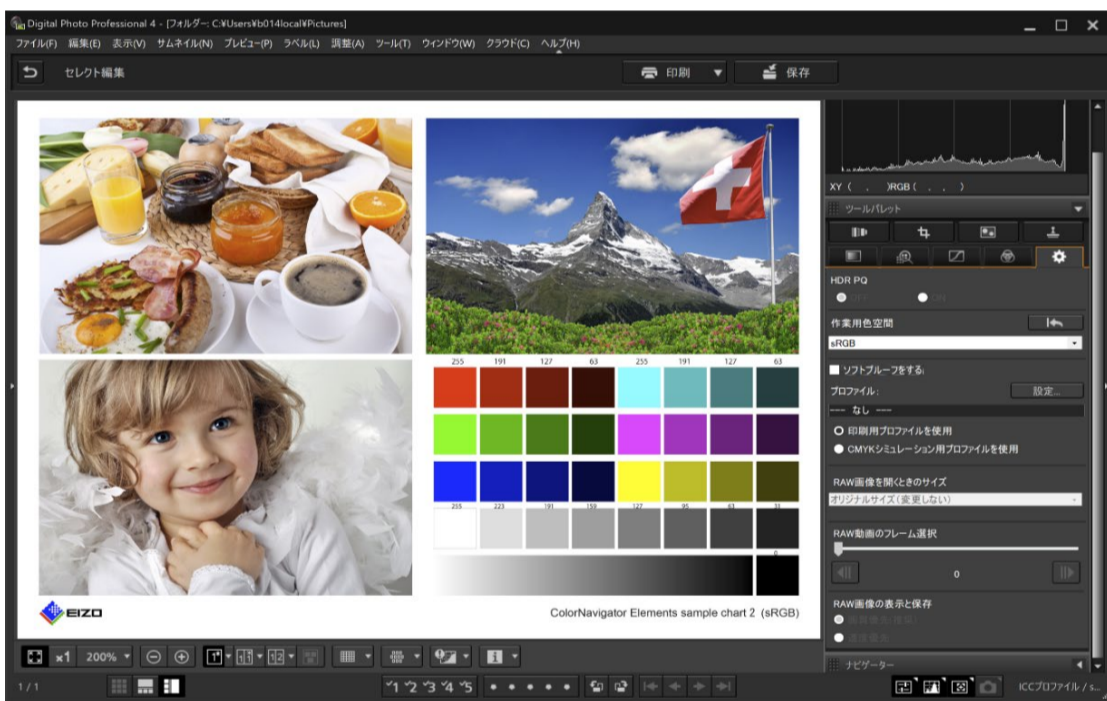 Digital Photo Professional 4 - [フォルダー: C:¥Users¥b014local¥Pictures]
ファイル(F) 編集(E) 表示(V) サムネイル(N) プレビュー(P) ラベル(L) 調整(A) ツール(T) ウインドウ(W) クラウド(C) ヘルプ(H)
セレクト編集
印刷
保存
XY ( , )RGB ( , , )
ツールパレット
HDR PQ
OFF ON
作業用色空間
sRGB
ソフトプルーフをする:
プロファイル:
設定...
--- なし ---
印刷用プロファイルを使用
CMYKシミュレーション用プロファイルを使用
RAW画像を開くときのサイズ
オリジナルサイズ(変更しない)
RAW動画のフレーム選択
0
RAW画像の表示と保存
ナビゲーター
255 191 127 63 255 191 127 63
255 223 191 159 127 95 63 31
0
EIZO
ColorNavigator Elements sample chart 2 (sRGB)
x1 200%
1 / 1
1 2 3 4 5
ICCプロファイル / s...